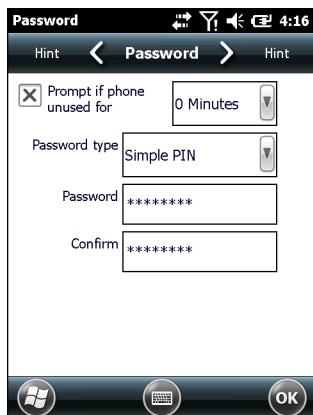 Password 4:16
Hint Password Hint
Prompt if phone
unused for
0 Minutes
Password type
Simple PIN
Password ********
Confirm ********
OK